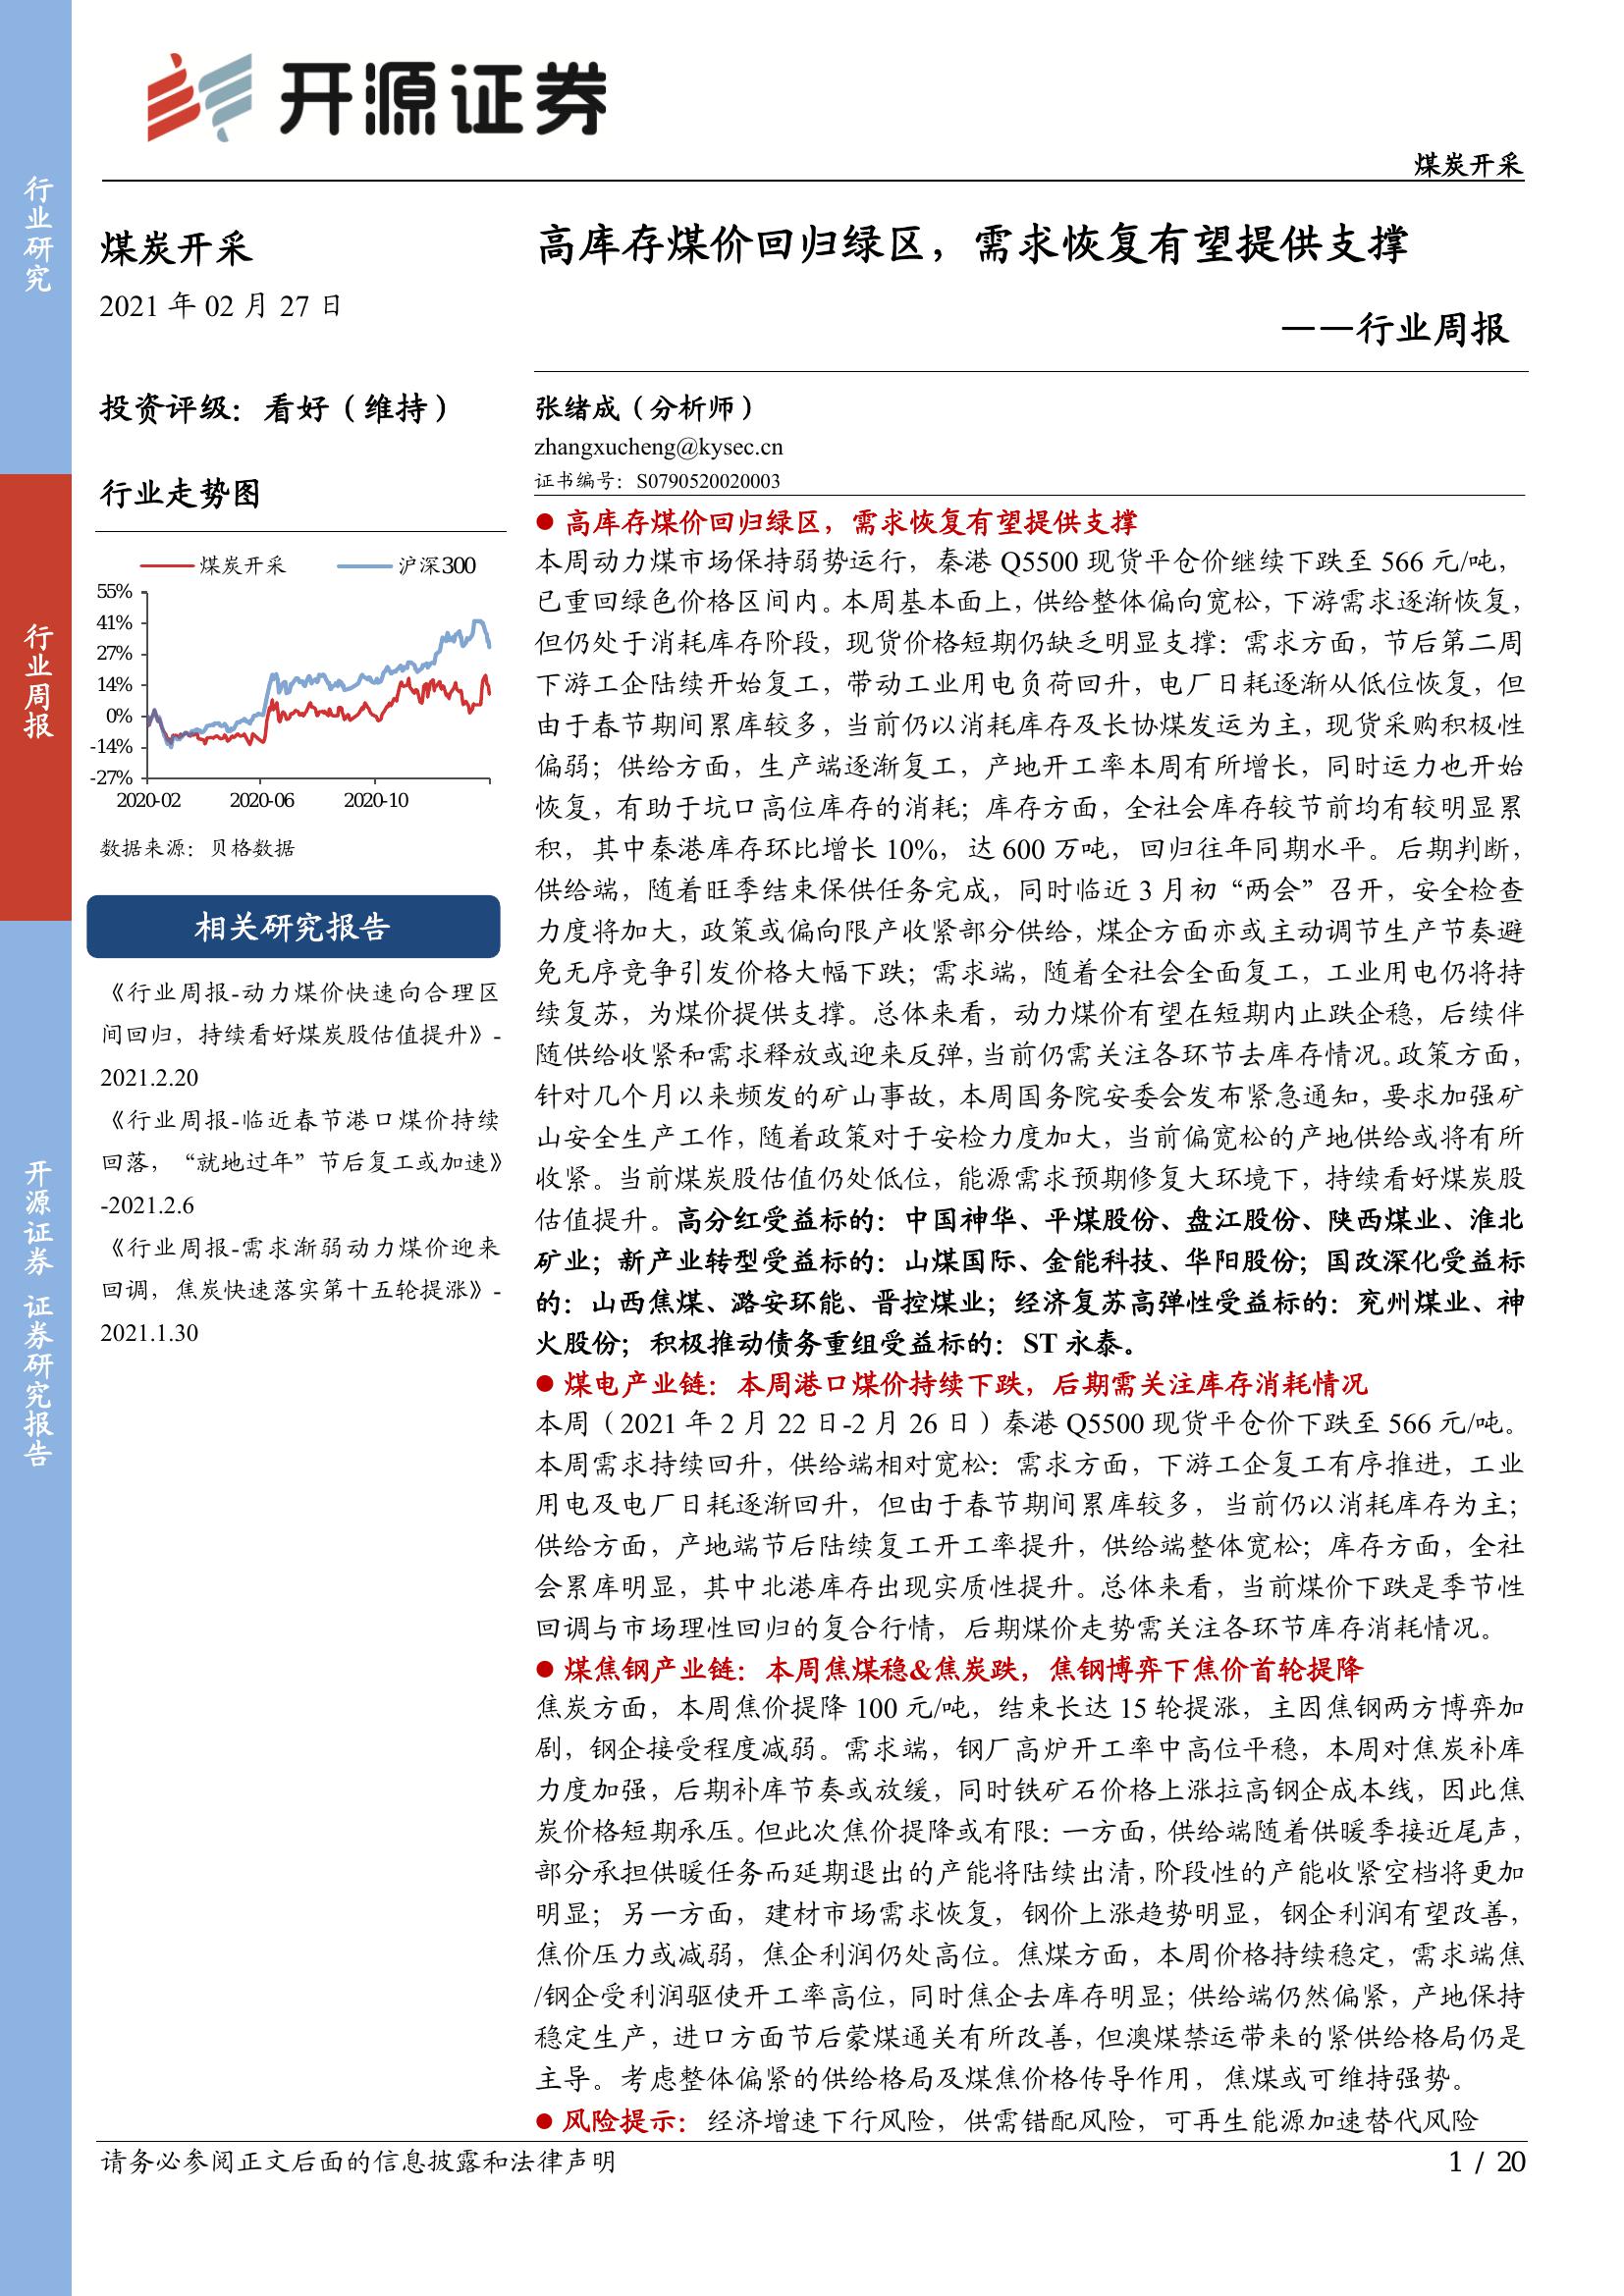 开源证券
煤炭开采
行业研究
行业周报
开源证券 证券研究报告
煤炭开采
2021 年 02 月 27 日
投资评级：看好（维持）
行业走势图
煤炭开采 沪深300
55%
41%
27%
14%
0%
-14%
-27%
2020-02 2020-06 2020-10
数据来源：贝格数据
相关研究报告
《行业周报-动力煤价快速向合理区
间回归，持续看好煤炭股估值提升》-
2021.2.20
《行业周报-临近春节港口煤价持续
回落，“就地过年”节后复工或加速》
-2021.2.6
《行业周报-需求渐弱动力煤价迎来
回调，焦炭快速落实第十五轮提涨》-
2021.1.30
高库存煤价回归绿区，需求恢复有望提供支撑
——行业周报
张绪成（分析师）
zhangxucheng@kysec.cn
证书编号：S0790520020003
● 高库存煤价回归绿区，需求恢复有望提供支撑
本周动力煤市场保持弱势运行，秦港 Q5500 现货平仓价继续下跌至 566 元/吨，
已重回绿色价格区间内。本周基本面上，供给整体偏向宽松，下游需求逐渐恢复，
但仍处于消耗库存阶段，现货价格短期仍缺乏明显支撑：需求方面，节后第二周
下游工企陆续开始复工，带动工业用电负荷回升，电厂日耗逐渐从低位恢复，但
由于春节期间累库较多，当前仍以消耗库存及长协煤发运为主，现货采购积极性
偏弱；供给方面，生产端逐渐复工，产地开工率本周有所增长，同时运力也开始
恢复，有助于坑口高位库存的消耗；库存方面，全社会库存较节前均有较明显累
积，其中秦港库存环比增长 10%，达 600 万吨，回归往年同期水平。后期判断，
供给端，随着旺季结束保供任务完成，同时临近 3 月初“两会”召开，安全检查
力度将加大，政策或偏向限产收紧部分供给，煤企方面亦或主动调节生产节奏避
免无序竞争引发价格大幅下跌；需求端，随着全社会全面复工，工业用电仍将持
续复苏，为煤价提供支撑。总体来看，动力煤价有望在短期内止跌企稳，后续伴
随供给收紧和需求释放或迎来反弹，当前仍需关注各环节去库存情况。政策方面，
针对几个月以来频发的矿山事故，本周国务院安委会发布紧急通知，要求加强矿
山安全生产工作，随着政策对于安检力度加大，当前偏宽松的产地供给或将有所
收紧。当前煤炭股估值仍处低位，能源需求预期修复大环境下，持续看好煤炭股
估值提升。高分红受益标的：中国神华、平煤股份、盘江股份、陕西煤业、淮北
矿业；新产业转型受益标的：山煤国际、金能科技、华阳股份；国改深化受益标
的：山西焦煤、潞安环能、晋控煤业；经济复苏高弹性受益标的：兖州煤业、神
火股份；积极推动债务重组受益标的：ST 永泰。
● 煤电产业链：本周港口煤价持续下跌，后期需关注库存消耗情况
本周（2021 年 2 月 22 日-2 月 26 日）秦港 Q5500 现货平仓价下跌至 566 元/吨。
本周需求持续回升，供给端相对宽松：需求方面，下游工企复工有序推进，工业
用电及电厂日耗逐渐回升，但由于春节期间累库较多，当前仍以消耗库存为主；
供给方面，产地端节后陆续复工开工率提升，供给端整体宽松；库存方面，全社
会累库明显，其中北港库存出现实质性提升。总体来看，当前煤价下跌是季节性
回调与市场理性回归的复合行情，后期煤价走势需关注各环节库存消耗情况。
● 煤焦钢产业链：本周焦煤稳&焦炭跌，焦钢博弈下焦价首轮提降
焦炭方面，本周焦价提降 100 元/吨，结束长达 15 轮提涨，主因焦钢两方博弈加
剧，钢企接受程度减弱。需求端，钢厂高炉开工率中高位平稳，本周对焦炭补库
力度加强，后期补库节奏或放缓，同时铁矿石价格上涨拉高钢企成本线，因此焦
炭价格短期承压。但此次焦价提降或有限：一方面，供给端随着供暖季接近尾声，
部分承担供暖任务而延期退出的产能将陆续出清，阶段性的产能收紧空档将更加
明显；另一方面，建材市场需求恢复，钢价上涨趋势明显，钢企利润有望改善，
焦价压力或减弱，焦企利润仍处高位。焦煤方面，本周价格持续稳定，需求端焦
/钢企受利润驱使开工率高位，同时焦企去库存明显；供给端仍然偏紧，产地保持
稳定生产，进口方面节后蒙煤通关有所改善，但澳煤禁运带来的紧供给格局仍是
主导。考虑整体偏紧的供给格局及煤焦价格传导作用，焦煤或可维持强势。
● 风险提示：经济增速下行风险，供需错配风险，可再生能源加速替代风险
请务必参阅正文后面的信息披露和法律声明
1 / 20